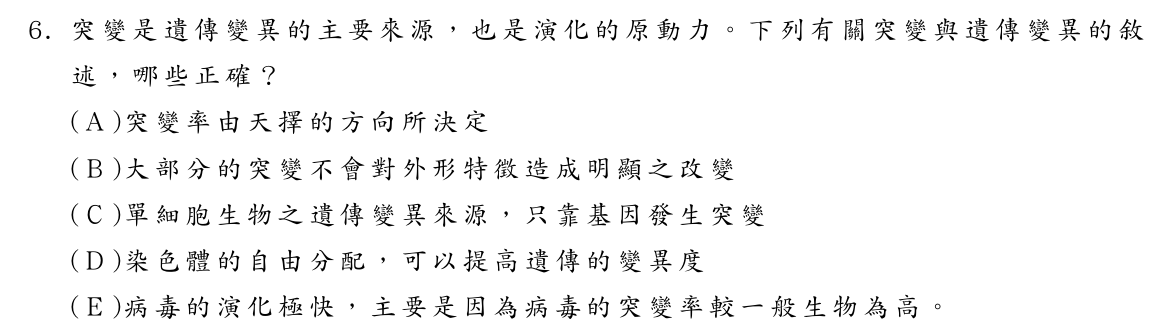 6. 突變是遺傳變異的主要來源，也是演化的原動力。下列有關突變與遺傳變異的敘
述，哪些正確？
(A)突變率由天擇的方向所決定
(B)大部分的突變不會對外形特徵造成明顯之改變
(C)單細胞生物之遺傳變異來源，只靠基因發生突變
(D)染色體的自由分配，可以提高遺傳的變異度
(E)病毒的演化極快，主要是因為病毒的突變率較一般生物為高。